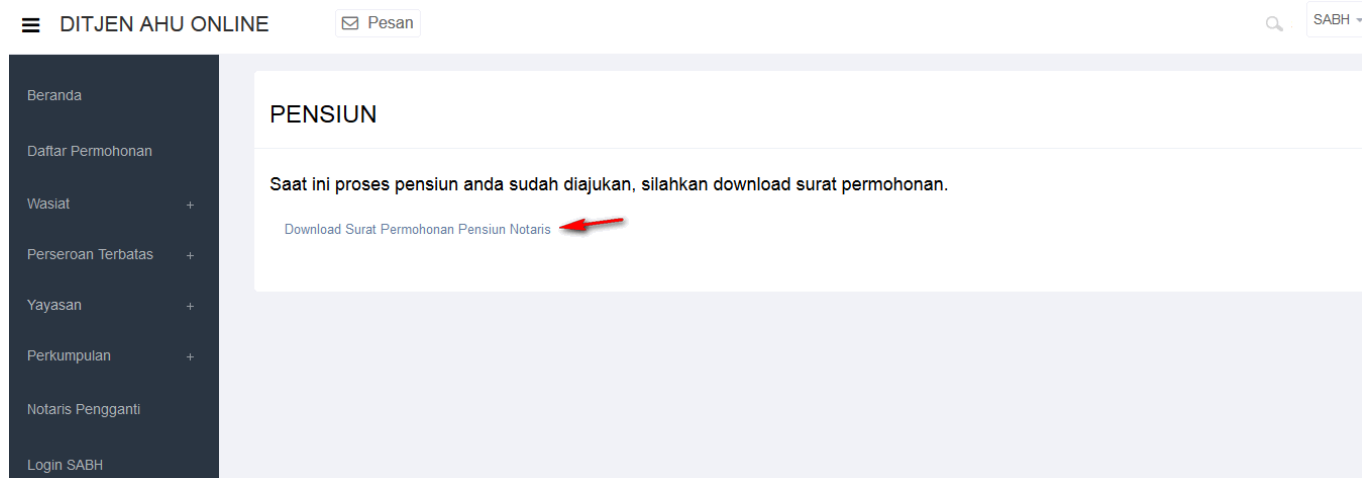 DITJEN AHU ONLINE
Pesan
SABH
Beranda
Daftar Permohonan
Wasiat +
Perseroan Terbatas +
Yayasan +
Perkumpulan +
Notaris Pengganti
Login SABH
PENSIUN
Saat ini proses pensiun anda sudah diajukan, silahkan download surat permohonan.
Download Surat Permohonan Pensiun Notaris